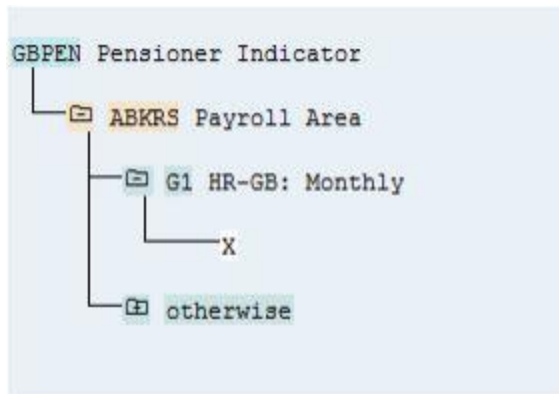 GBPEN Pensioner Indicator
ABKRS Payroll Area
G1 HR-GB: Monthly
X
otherwise